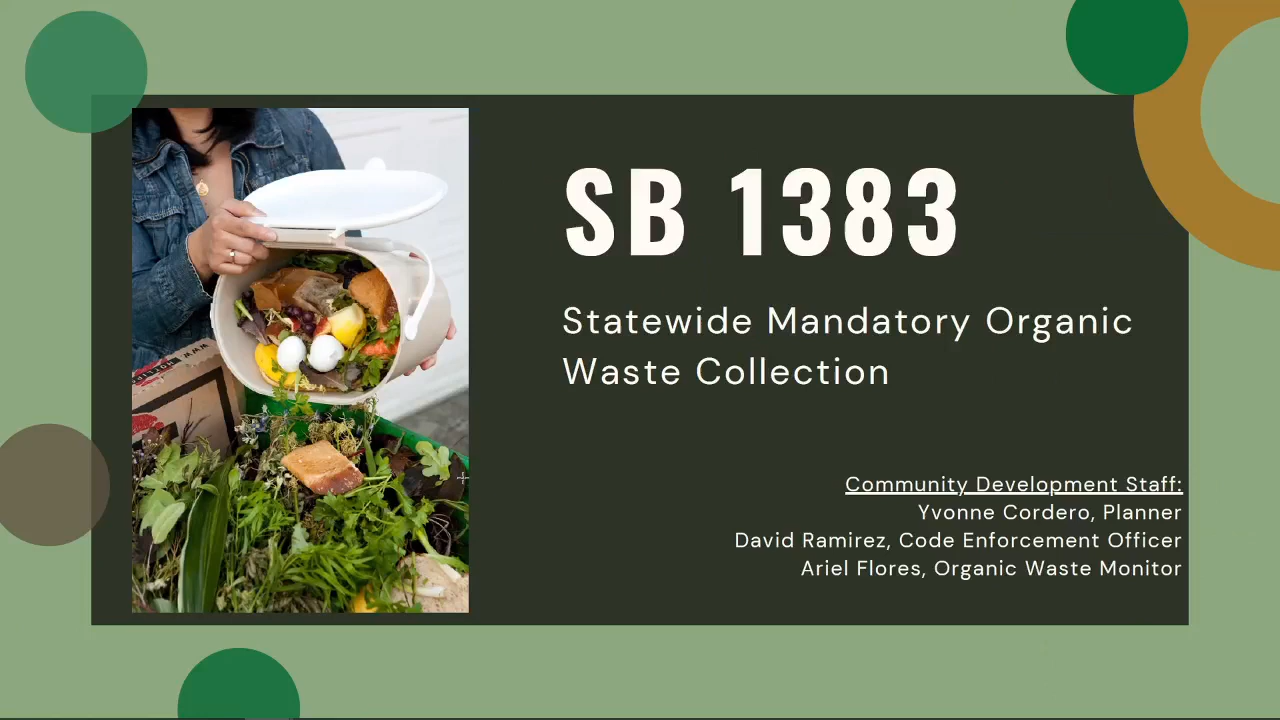 SB 1383
Statewide Mandatory Organic
Waste Collection
Community Development Staff:
Yvonne Cordero, Planner
David Ramirez, Code Enforcement Officer
Ariel Flores, Organic Waste Monitor